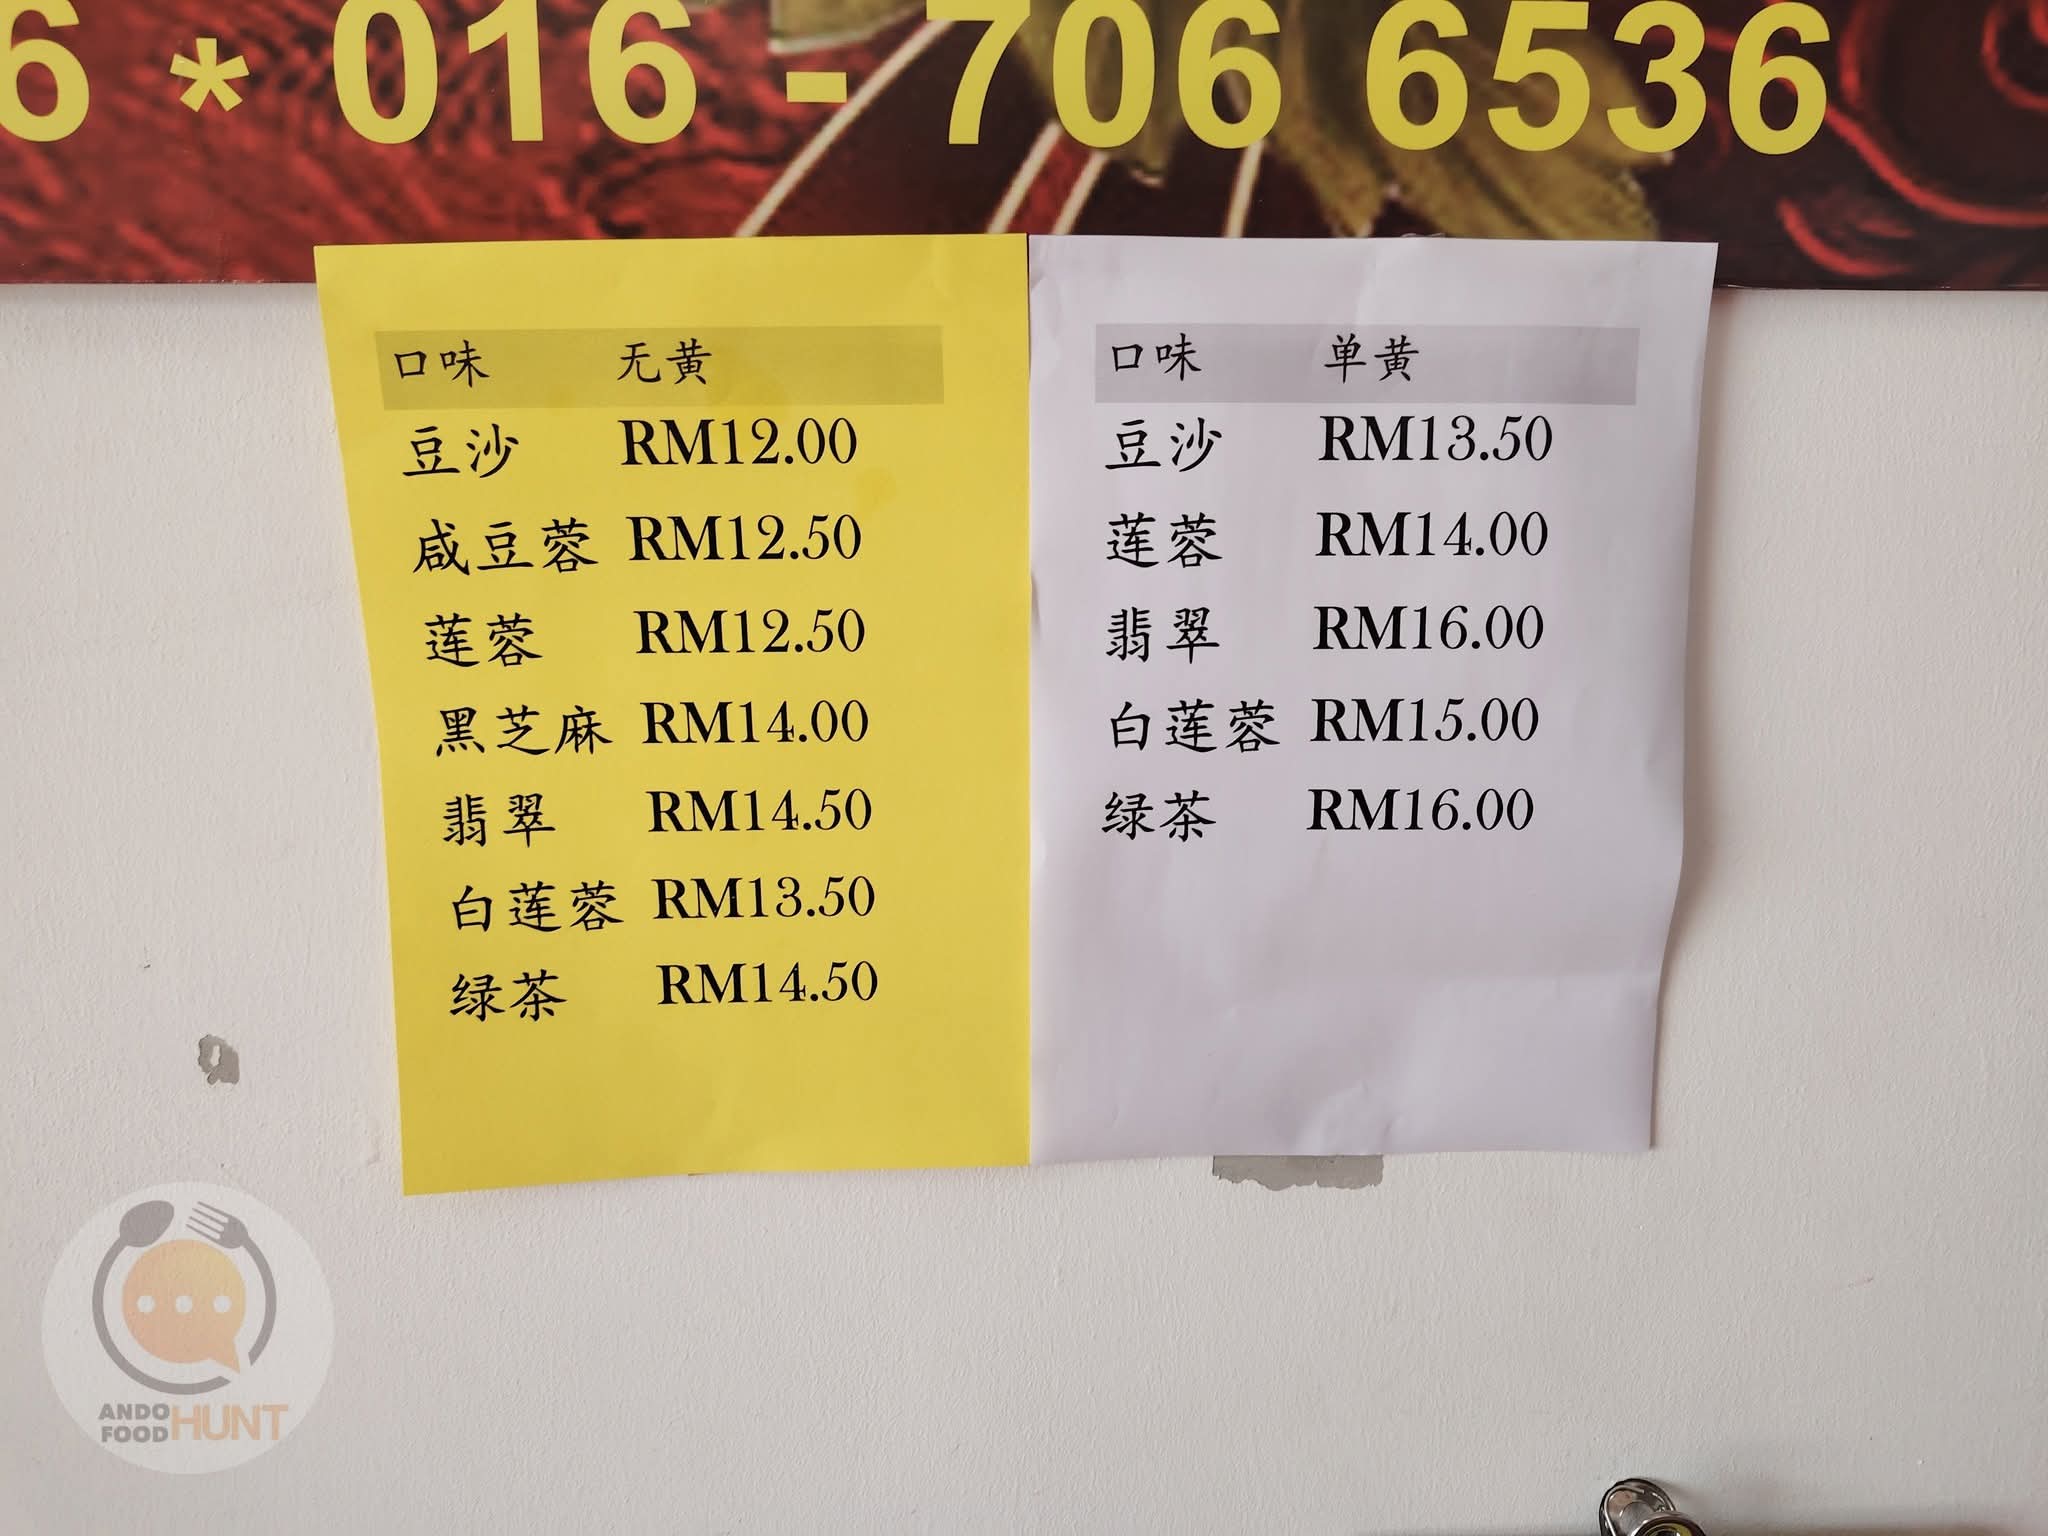 6 * 016 - 706 6536
口味 无黄
豆沙 RM12.00
咸豆蓉 RM12.50
莲蓉 RM12.50
黑芝麻 RM14.00
翡翠 RM14.50
白莲蓉 RM13.50
绿茶 RM14.50
口味 单黄
豆沙 RM13.50
莲蓉 RM14.00
翡翠 RM16.00
白莲蓉 RM15.00
绿茶 RM16.00
ANDO
FOOD HUNT